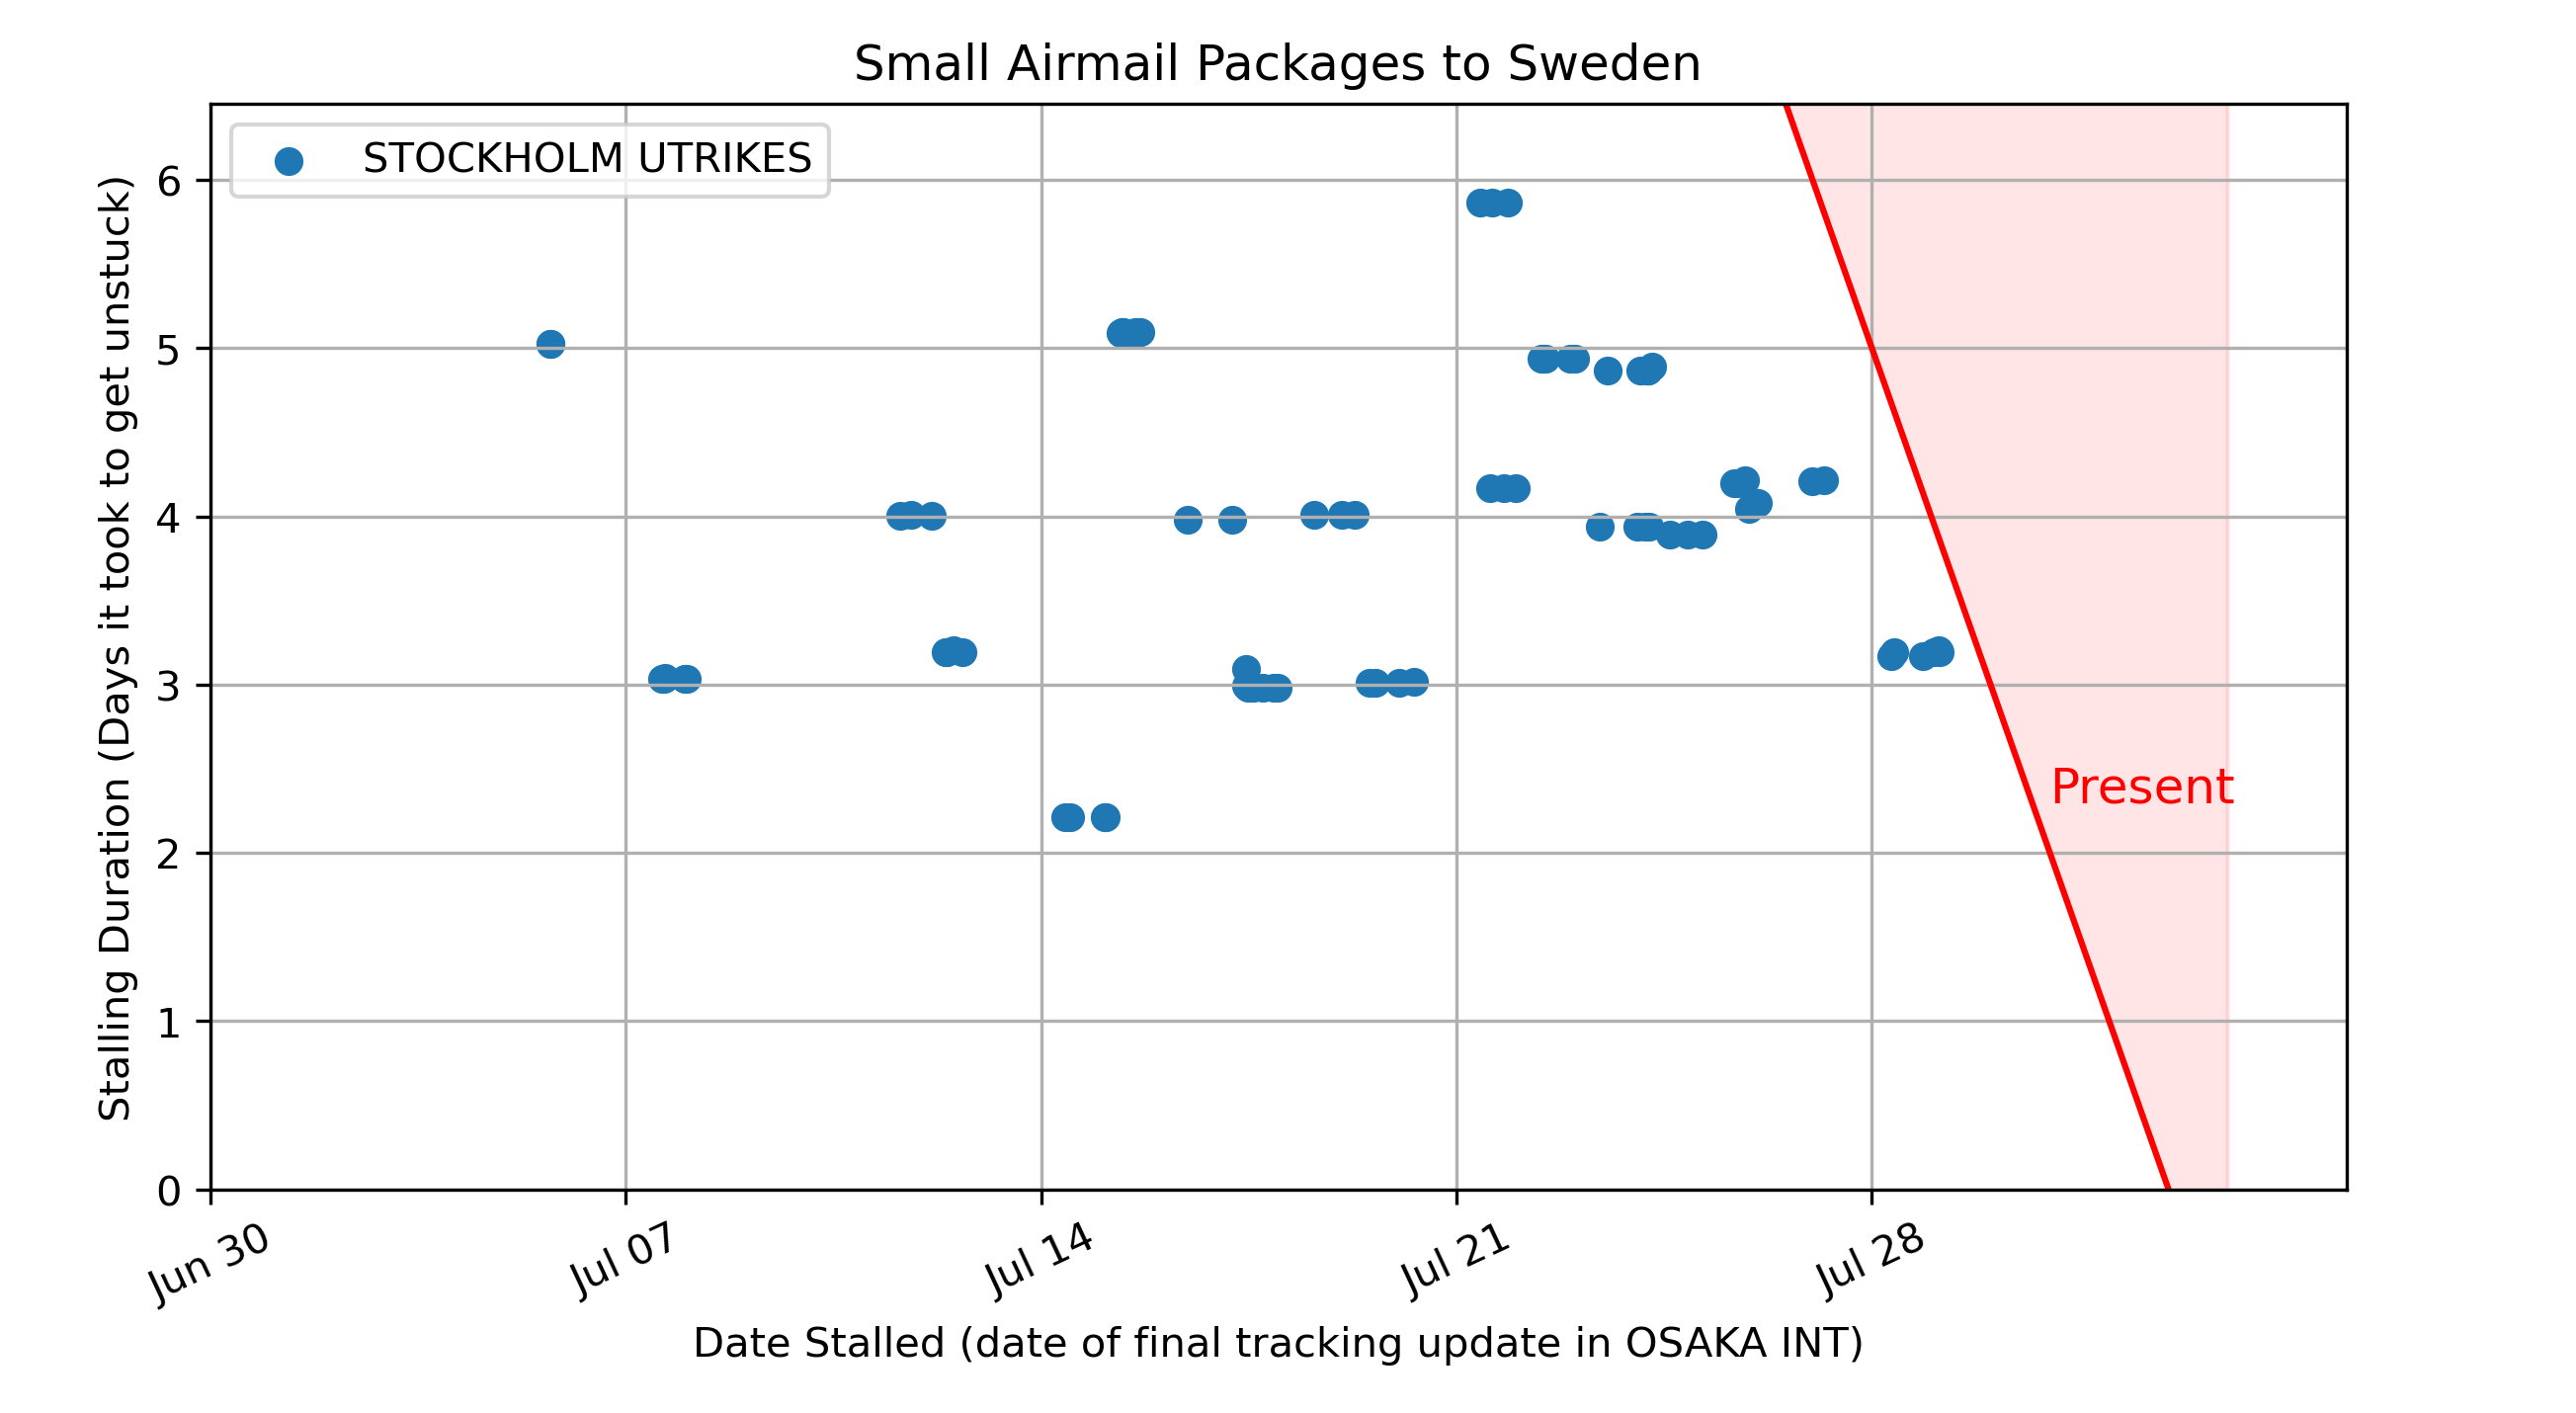 Small Airmail Packages to Sweden
STOCKHOLM UTRIKES
Stalling Duration (Days it took to get unstuck)
6
5
4
3
2
1
0
Present
Jun 30
Jul 07
Jul 14
Jul 21
Jul 28
Date Stalled (date of final tracking update in OSAKA INT)